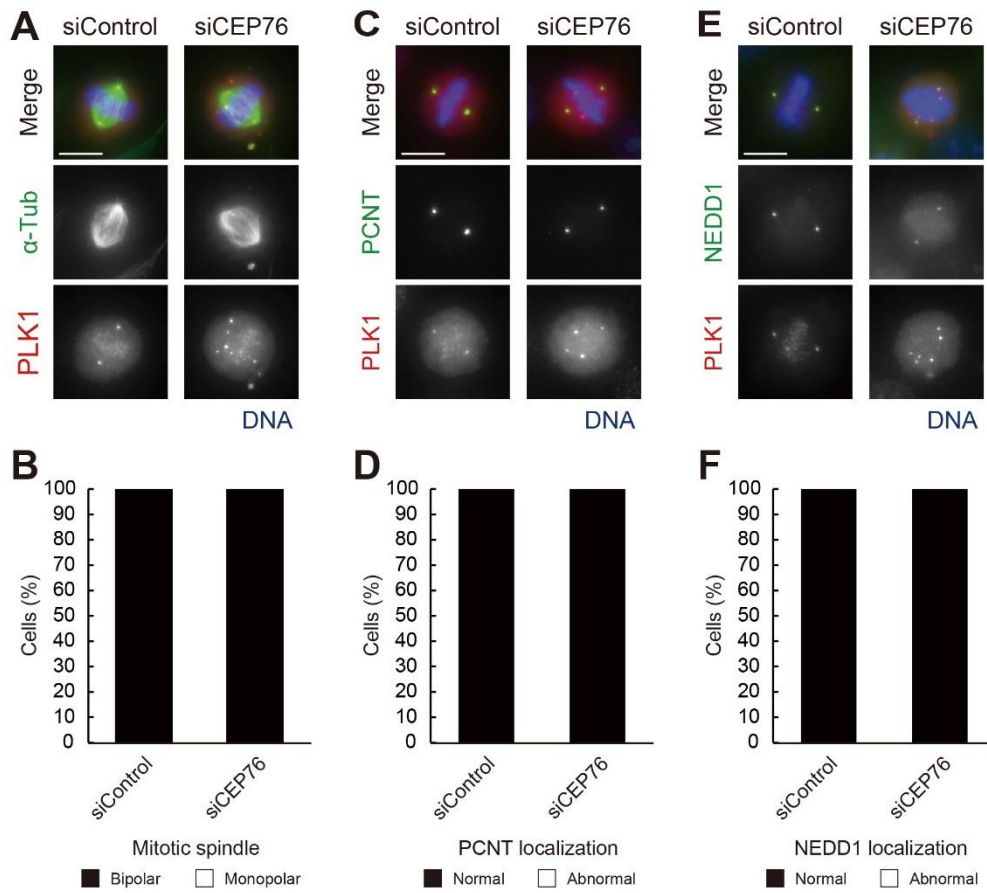 A siControl siCEP76
Merge
α-Tub
PLK1
DNA
C siControl siCEP76
Merge
PCNT
PLK1
DNA
E siControl siCEP76
Merge
NEDD1
PLK1
DNA
B
Cells (%)
100
90
80
70
60
50
40
30
20
10
0
siControl siCEP76
Mitotic spindle
Bipolar Monopolar
D
Cells (%)
100
90
80
70
60
50
40
30
20
10
0
siControl siCEP76
PCNT localization
Normal Abnormal
F
Cells (%)
100
90
80
70
60
50
40
30
20
10
0
siControl siCEP76
NEDD1 localization
Normal Abnormal